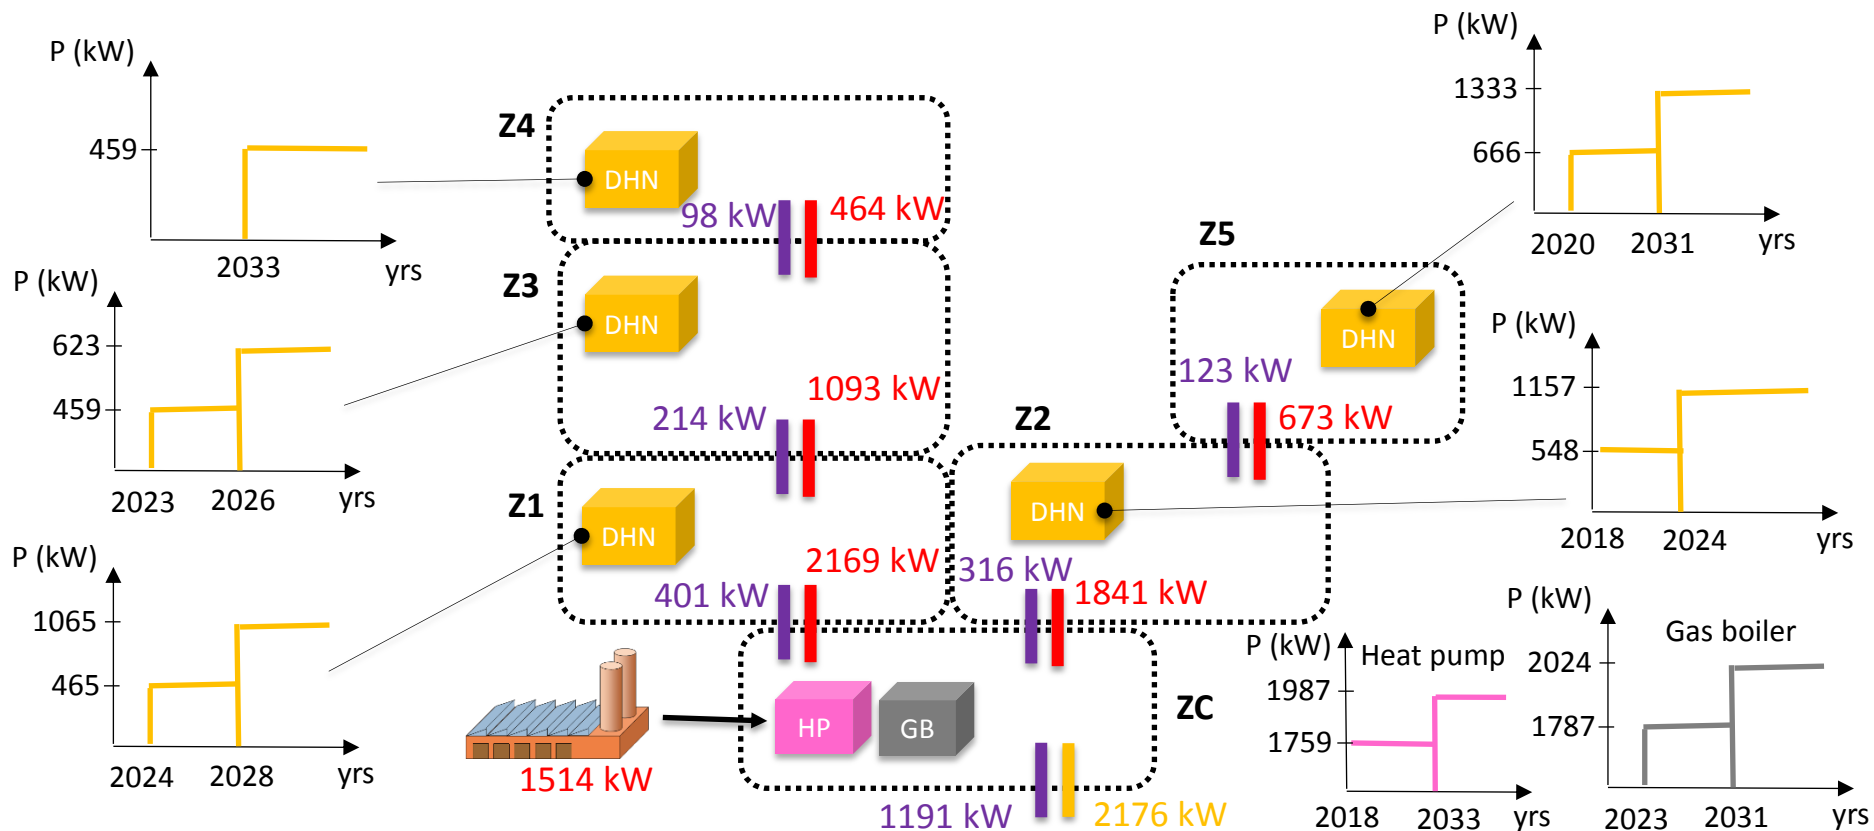 P (kW)
459
2033
yrs
P (kW)
623
459
2023
2026
yrs
P (kW)
1065
465
2024
2028
yrs
Z4
DHN
98 kW
464 kW
Z3
DHN
214 kW
1093 kW
Z1
DHN
401 kW
2169 kW
1514 kW
HP
GB
ZC
1191 kW
2176 kW
Z2
DHN
316 kW
1841 kW
Z5
DHN
123 kW
673 kW
P (kW)
1333
666
2020
2031
yrs
P (kW)
1157
548
2018
2024
yrs
P (kW)
Heat pump
1987
1759
2018
2033
yrs
P (kW)
Gas boiler
2024
1787
2023
2031
yrs